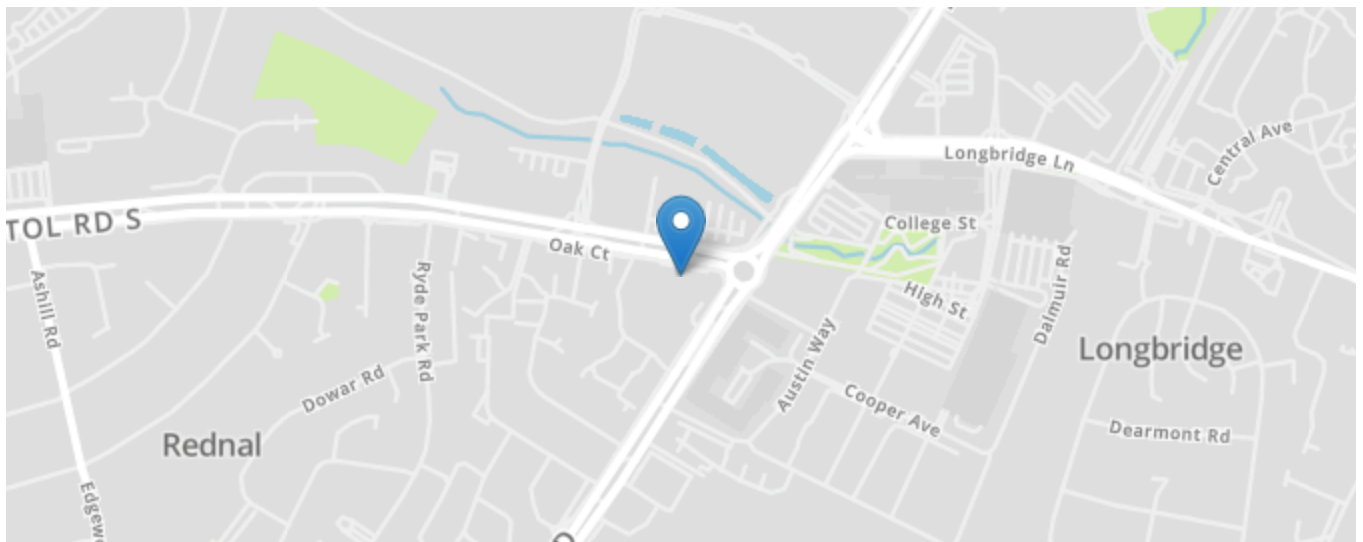 Central Ave
Longbridge Ln
TOL RD S
College St
Oak Ct
Ashill Rd
Ryde Park Rd
High St
Dalmuir Rd
Longbridge
Austin Way
Dowar Rd
Cooper Ave
Rednal
Dearmont Rd
Edgew